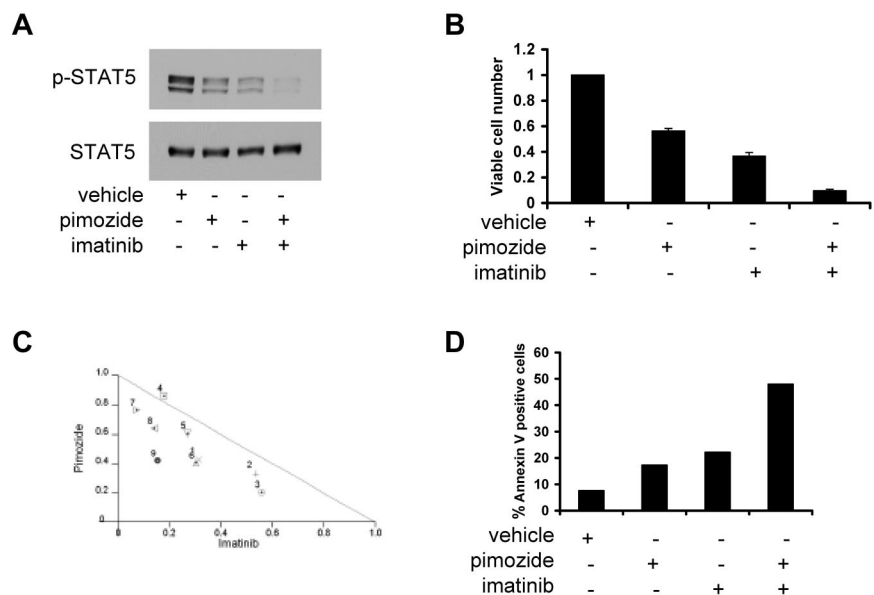 A
p-STAT5
STAT5
vehicle + - - -
pimozide - + - +
imatinib - - + +
B
Viable cell number
1.2
1
0.8
0.6
0.4
0.2
0
vehicle + - - -
pimozide - + - +
imatinib - - + +
C
Pimozide
1.0
0.8
0.6
0.4
0.2
0
4
7
8
5
9
1
6
2
3
0 0.2 0.4 0.6 0.8 1.0
Imatinib
D
% Annexin V positive cells
60
50
40
30
20
10
0
vehicle + - - -
pimozide - + - +
imatinib - - + +